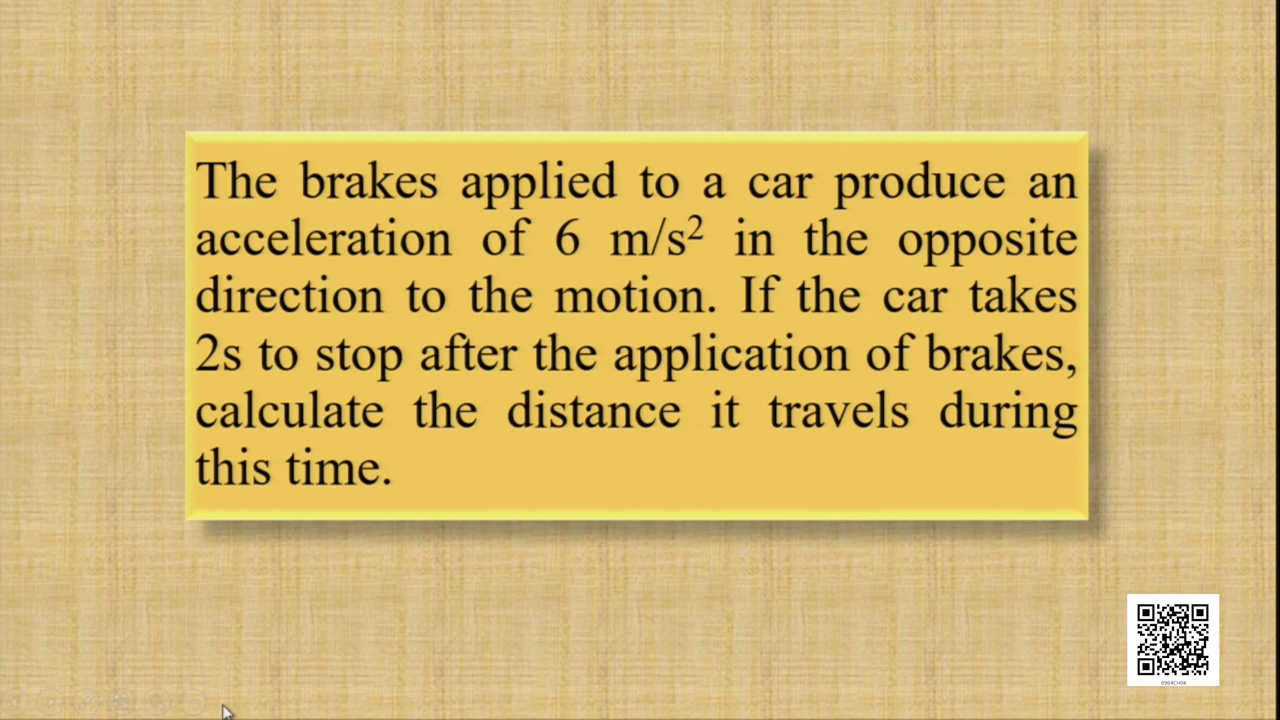 The brakes applied to a car produce an
acceleration of 6 m/s² in the opposite
direction to the motion. If the car takes
2s to stop after the application of brakes,
calculate the distance it travels during
this time.
0964CH08